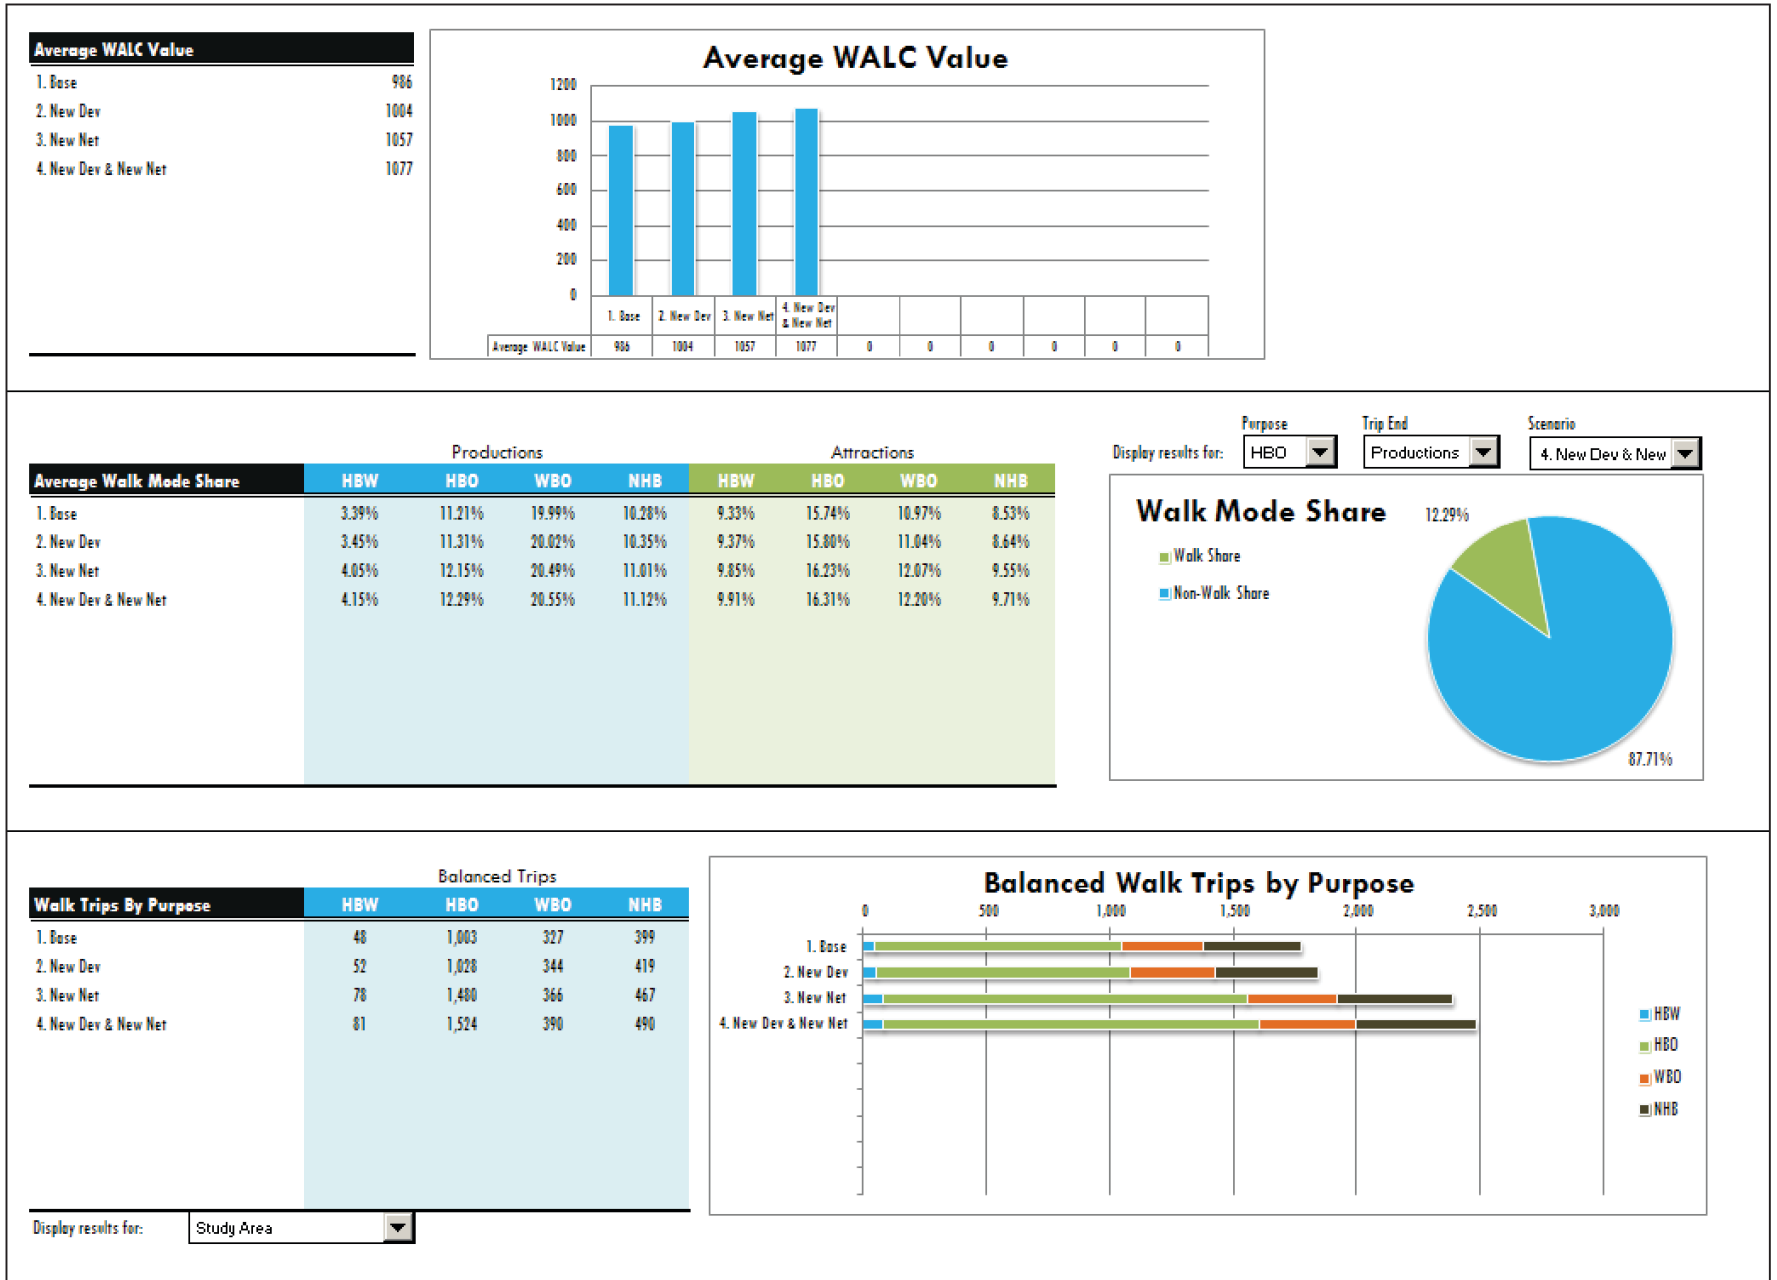 Average WALC Value
1. Base 986
2. New Dev 1004
3. New Net 1057
4. New Dev & New Net 1077
Average WALC Value
1200
1000
800
600
400
200
0
1. Base 2. New Dev 3. New Net 4. New Dev & New Net
Average WALC Value 986 1004 1057 1077 0 0 0 0 0 0
Productions Attractions
Average Walk Mode Share HBW HBO WBO NHB HBW HBO WBO NHB
1. Base 3.39% 11.21% 19.99% 10.28% 9.33% 15.74% 10.97% 8.53%
2. New Dev 3.45% 11.31% 20.02% 10.35% 9.37% 15.80% 11.04% 8.64%
3. New Net 4.05% 12.15% 20.49% 11.01% 9.85% 16.23% 12.07% 9.55%
4. New Dev & New Net 4.15% 12.29% 20.55% 11.12% 9.91% 16.31% 12.20% 9.71%
Purpose Trip End Scenario
Display results for: HBO Productions 4. New Dev & New
Walk Mode Share
Walk Share
Non-Walk Share
12.29%
87.71%
Balanced Trips
Walk Trips By Purpose HBW HBO WBO NHB
1. Base 48 1,003 327 399
2. New Dev 52 1,028 344 419
3. New Net 78 1,480 366 467
4. New Dev & New Net 81 1,524 390 490
Display results for: Study Area
Balanced Walk Trips by Purpose
0 500 1,000 1,500 2,000 2,500 3,000
1. Base
2. New Dev
3. New Net
4. New Dev & New Net
HBW
HBO
WBO
NHB